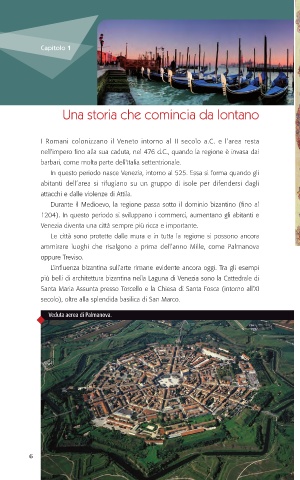 Capitolo 1
Una storia che comincia da lontano
I Romani colonizzano il Veneto intorno al II secolo a.C. e l'area resta
nell'impero fino alla sua caduta, nel 476 d.C., quando la regione è invasa dai
barbari, come molta parte dell'Italia settentrionale.
In questo periodo nasce Venezia, intorno al 525. Essa si forma quando gli
abitanti dell'area si rifugiano su un gruppo di isole per difendersi dagli
attacchi e dalle violenze di Attila.
Durante il Medioevo, la regione passa sotto il dominio bizantino (fino al
1204). In questo periodo si sviluppano i commerci, aumentano gli abitanti e
Venezia diventa una città sempre più ricca e importante.
Le città sono protette dalle mura e in tutta la regione si possono ancora
ammirare luoghi che risalgono a prima dell'anno Mille, come Palmanova
oppure Treviso.
L'influenza bizantina sull'arte rimane evidente ancora oggi. Tra gli esempi
più belli di architettura bizantina nella Laguna di Venezia sono la Cattedrale di
Santa Maria Assunta presso Torcello e la Chiesa di Santa Fosca (intorno all'XI
secolo), oltre alla splendida basilica di San Marco.
Veduta aerea di Palmanova.
6